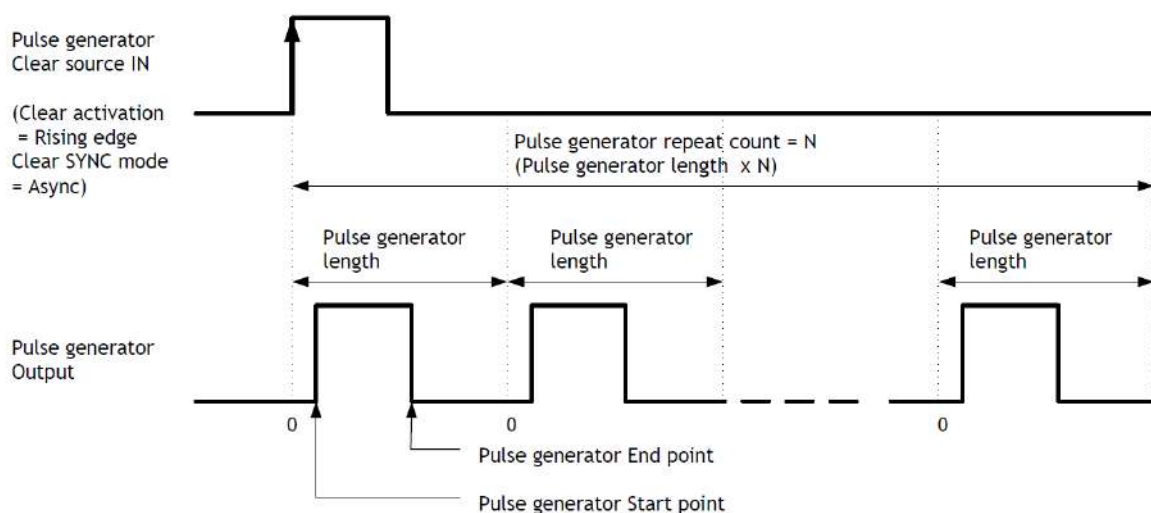 Pulse generator
Clear source IN
(Clear activation
= Rising edge
Clear SYNC mode
= Async)
Pulse generator repeat count = N
(Pulse generator length x N)
Pulse generator
length
Pulse generator
length
Pulse generator
length
Pulse generator
Output
0
0
0
Pulse generator End point
Pulse generator Start point